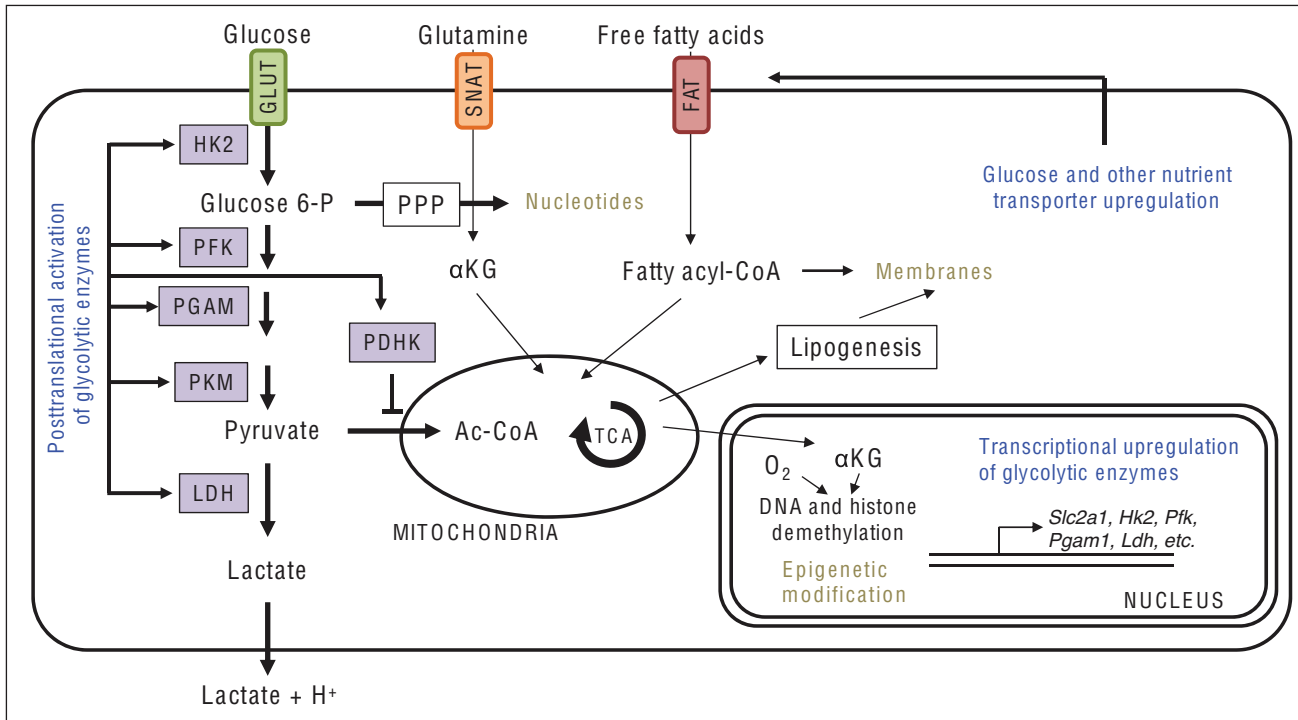 Glucose
Glutamine
Free fatty acids
GLUT
SNAT
FAT
HK2
Glucose and other nutrient
transporter upregulation
Glucose 6-P
PPP
Nucleotides
Posttranslational activation
of glycolytic enzymes
PFK
αKG
Fatty acyl-CoA
Membranes
PGAM
PDHK
Lipogenesis
PKM
Pyruvate
Ac-CoA
TCA
Transcriptional upregulation
of glycolytic enzymes
O₂
αKG
LDH
DNA and histone
demethylation
Slc2a1, Hk2, Pfk,
Pgam1, Ldh, etc.
MITOCHONDRIA
Epigenetic
modification
Lactate
NUCLEUS
Lactate + H⁺